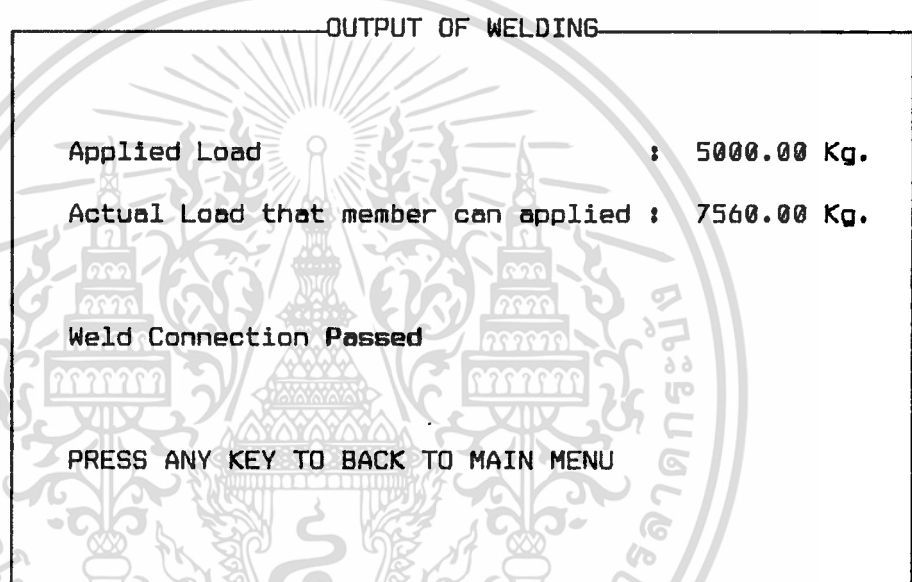 OUTPUT OF WELDING
Applied Load : 5000.00 Kg.
Actual Load that member can applied : 7560.00 Kg.
Weld Connection Passed
PRESS ANY KEY TO BACK TO MAIN MENU